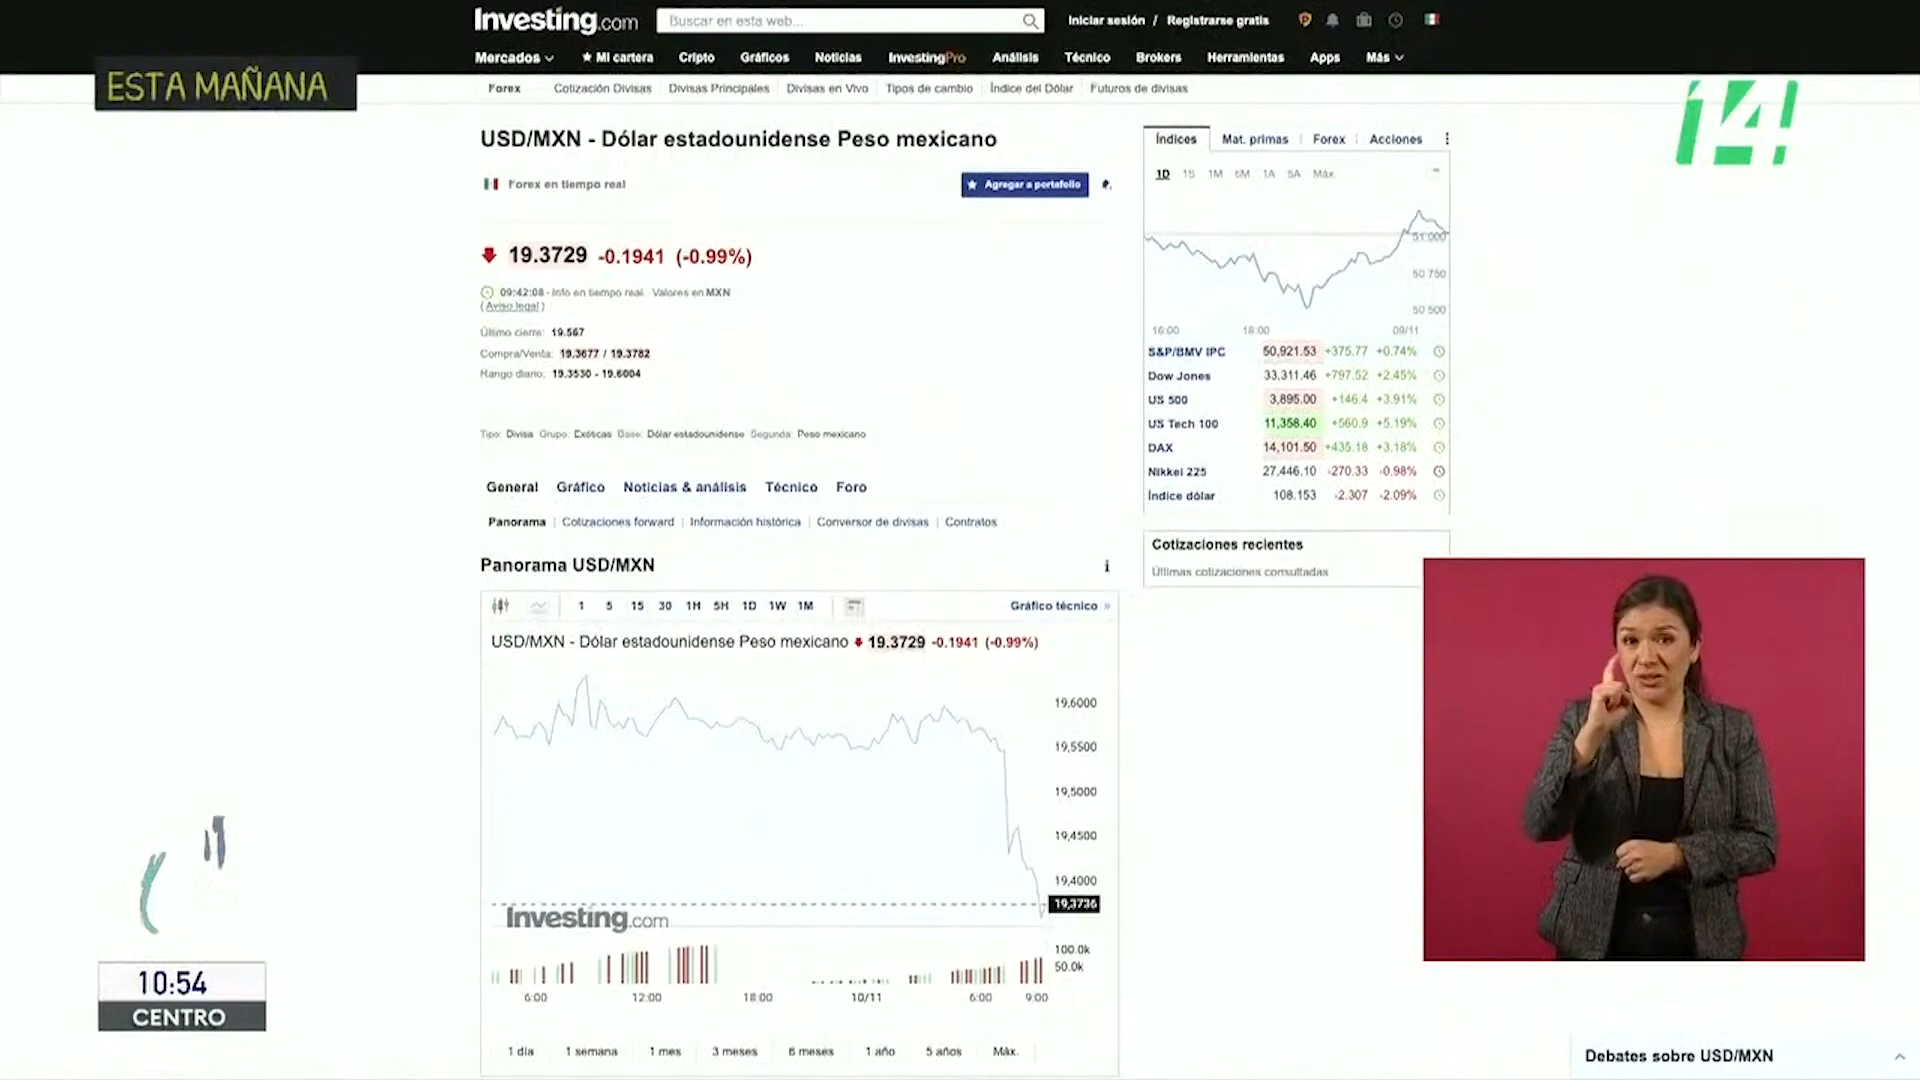 Investing.com
Buscar en esta web...
Iniciar sesión / Registrarse gratis
Mercados
Mi cartera
Cripto
Gráficos
Noticias
InvestingPro
Análisis
Técnico
Brokers
Herramientas
Apps
Más
ESTA MAÑANA
Forex
Cotización Divisas
Divisas Principales
Divisas en Vivo
Tipos de cambio
Índice del Dólar
Futuros de divisas
14!
USD/MXN - Dólar estadounidense Peso mexicano
Forex en tiempo real
Agregar a portafolio
19.3729 -0.1941 (-0.99%)
09:42:08 - Info en tiempo real. Valores en MXN
( Aviso legal )
Último cierre: 19.567
Compra/Venta: 19.3677 / 19.3782
Rango diario: 19.3530 - 19.6004
Tipo: Divisa Grupo: Exóticas Base: Dólar estadounidense Segunda: Peso mexicano
General
Gráfico
Noticias & análisis
Técnico
Foro
Panorama
Cotizaciones forward
Información histórica
Conversor de divisas
Contratos
Panorama USD/MXN
1 5 15 30 1H 5H 1D 1W 1M
Gráfico técnico »
USD/MXN - Dólar estadounidense Peso mexicano 19.3729 -0.1941 (-0.99%)
19,6000
19,5500
19,5000
19,4500
19,4000
19,3736
Investing.com
100.0k
50.0k
6:00 12:00 18:00 10/11 6:00 9:00
1 día 1 semana 1 mes 3 meses 6 meses 1 año 5 años Máx.
Índices
Mat. primas
Forex
Acciones
1D 1S 1M 6M 1A 5A Máx.
51 000
50 750
50 500
16:00 18:00 09/11
S&P/BMV IPC 50,921.53 +375.77 +0.74%
Dow Jones 33,311.46 +797.52 +2.45%
US 500 3,895.00 +146.4 +3.91%
US Tech 100 11,358.40 +560.9 +5.19%
DAX 14,101.50 +435.18 +3.18%
Nikkei 225 27,446.10 -270.33 -0.98%
Índice dólar 108.153 -2.307 -2.09%
Cotizaciones recientes
Últimas cotizaciones consultadas
10:54
CENTRO
Debates sobre USD/MXN